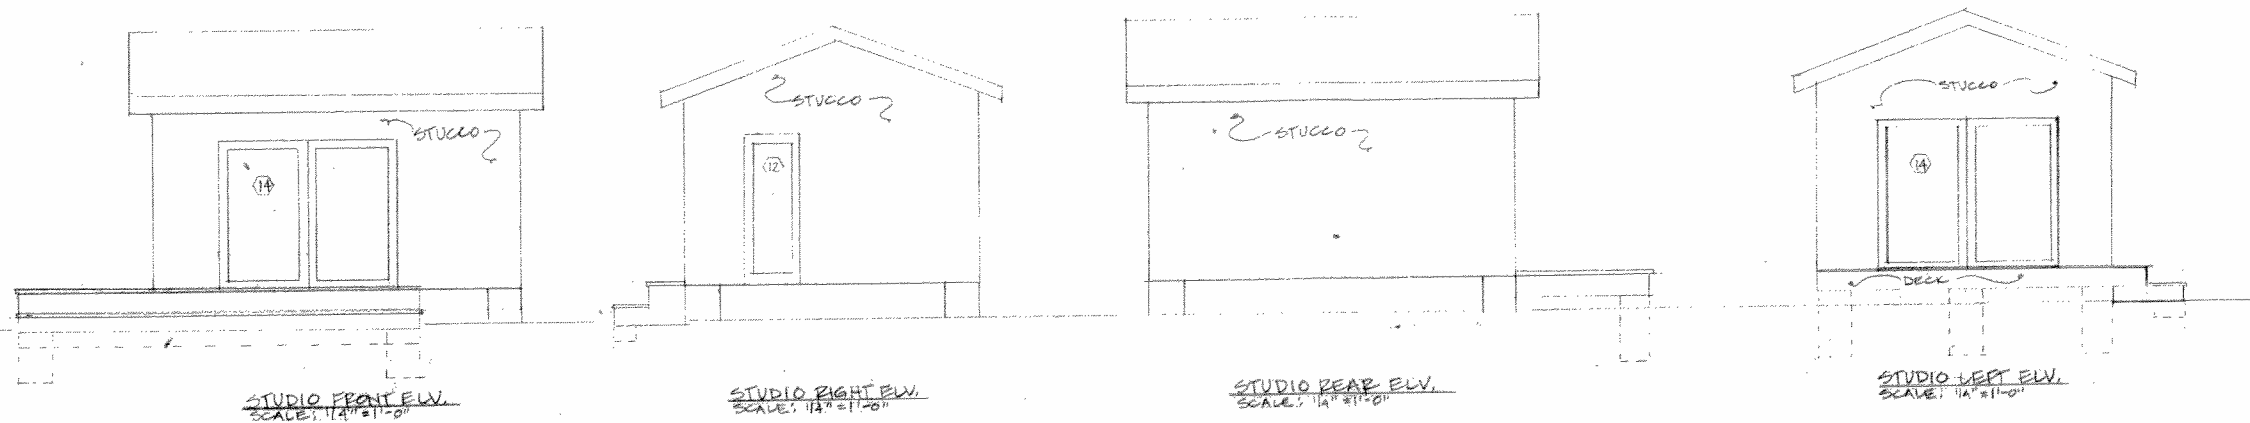 STUCCO
14
STUDIO FRONT ELV.
SCALE: 1/4" = 1'-0"
STUCCO
12
STUDIO RIGHT ELV.
SCALE: 1/4" = 1'-0"
STUCCO
STUDIO REAR ELV.
SCALE: 1/4" = 1'-0"
STUCCO
14
DECK
STUDIO LEFT ELV.
SCALE: 1/4" = 1'-0"